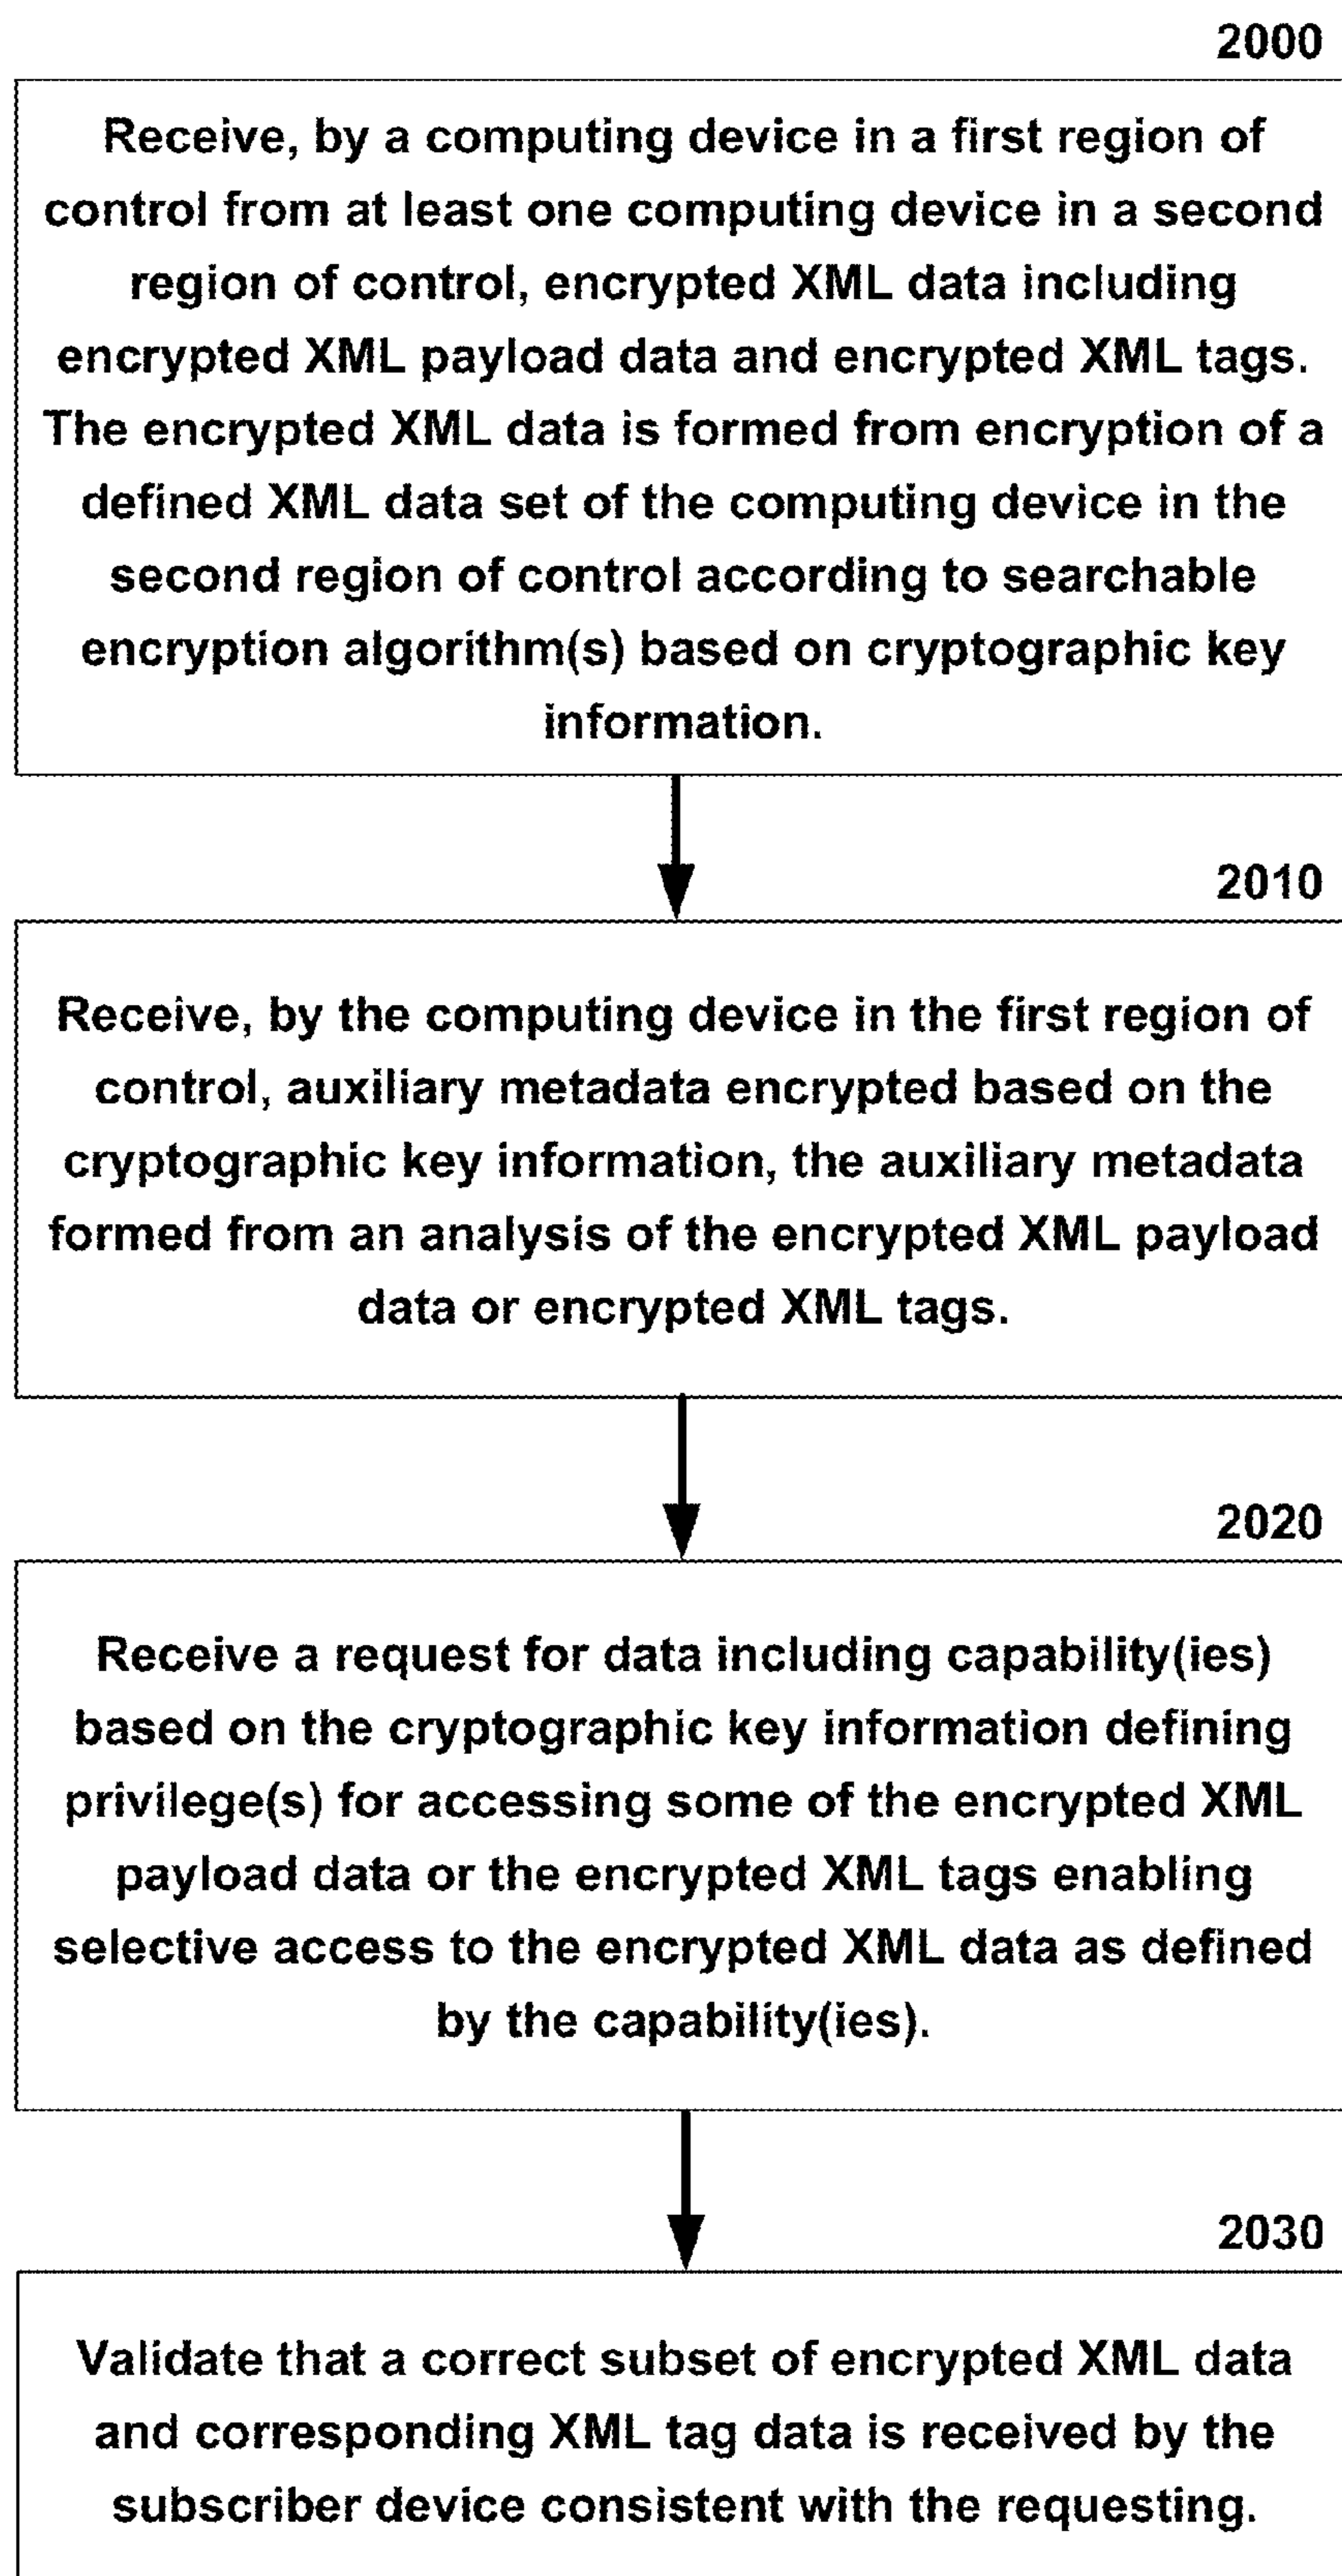 2000
Receive, by a computing device in a first region of
control from at least one computing device in a second
region of control, encrypted XML data including
encrypted XML payload data and encrypted XML tags.
The encrypted XML data is formed from encryption of a
defined XML data set of the computing device in the
second region of control according to searchable
encryption algorithm(s) based on cryptographic key
information.
2010
Receive, by the computing device in the first region of
control, auxiliary metadata encrypted based on the
cryptographic key information, the auxiliary metadata
formed from an analysis of the encrypted XML payload
data or encrypted XML tags.
2020
Receive a request for data including capability(ies)
based on the cryptographic key information defining
privilege(s) for accessing some of the encrypted XML
payload data or the encrypted XML tags enabling
selective access to the encrypted XML data as defined
by the capability(ies).
2030
Validate that a correct subset of encrypted XML data
and corresponding XML tag data is received by the
subscriber device consistent with the requesting.